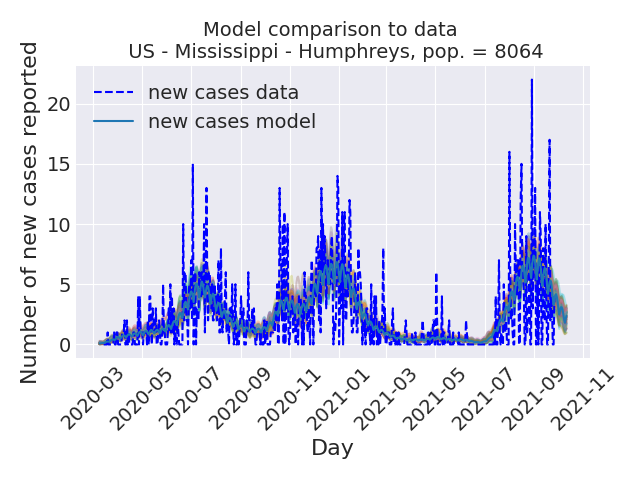 Model comparison to data
US - Mississippi - Humphreys, pop. = 8064
Number of new cases reported
20
15
10
5
0
new cases data
new cases model
2020-03
2020-05
2020-07
2020-09
2020-11
2021-01
2021-03
2021-05
2021-07
2021-09
2021-11
Day